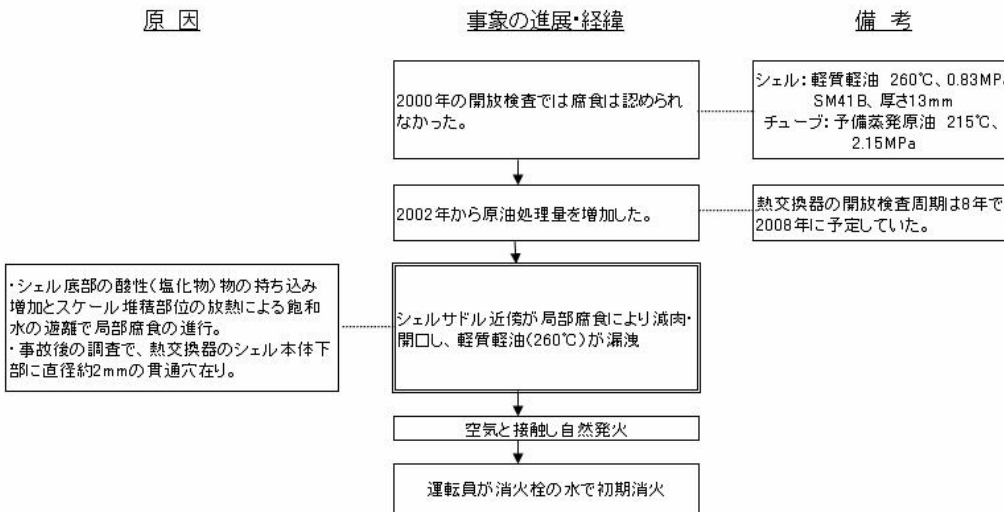 原 因
事象の進展・経緯
備 考
2000年の開放検査では腐食は認められ
なかった。
シェル：軽質軽油 260℃、0.83MPa
SM41B、厚さ13mm
チューブ：予備蒸発原油 215℃、
2.15MPa
2002年から原油処理量を増加した。
熱交換器の開放検査周期は8年で
2008年に予定していた。
・シェル底部の酸性（塩化物）物の持ち込み
増加とスケール堆積部位の放熱による飽和
水の遊離で局部腐食の進行。
・事故後の調査で、熱交換器のシェル本体下
部に直径約2mmの貫通穴在り。
シェルサドル近傍が局部腐食により減肉・
開口し、軽質軽油（260℃）が漏洩
空気と接触し自然発火
運転員が消火栓の水で初期消火